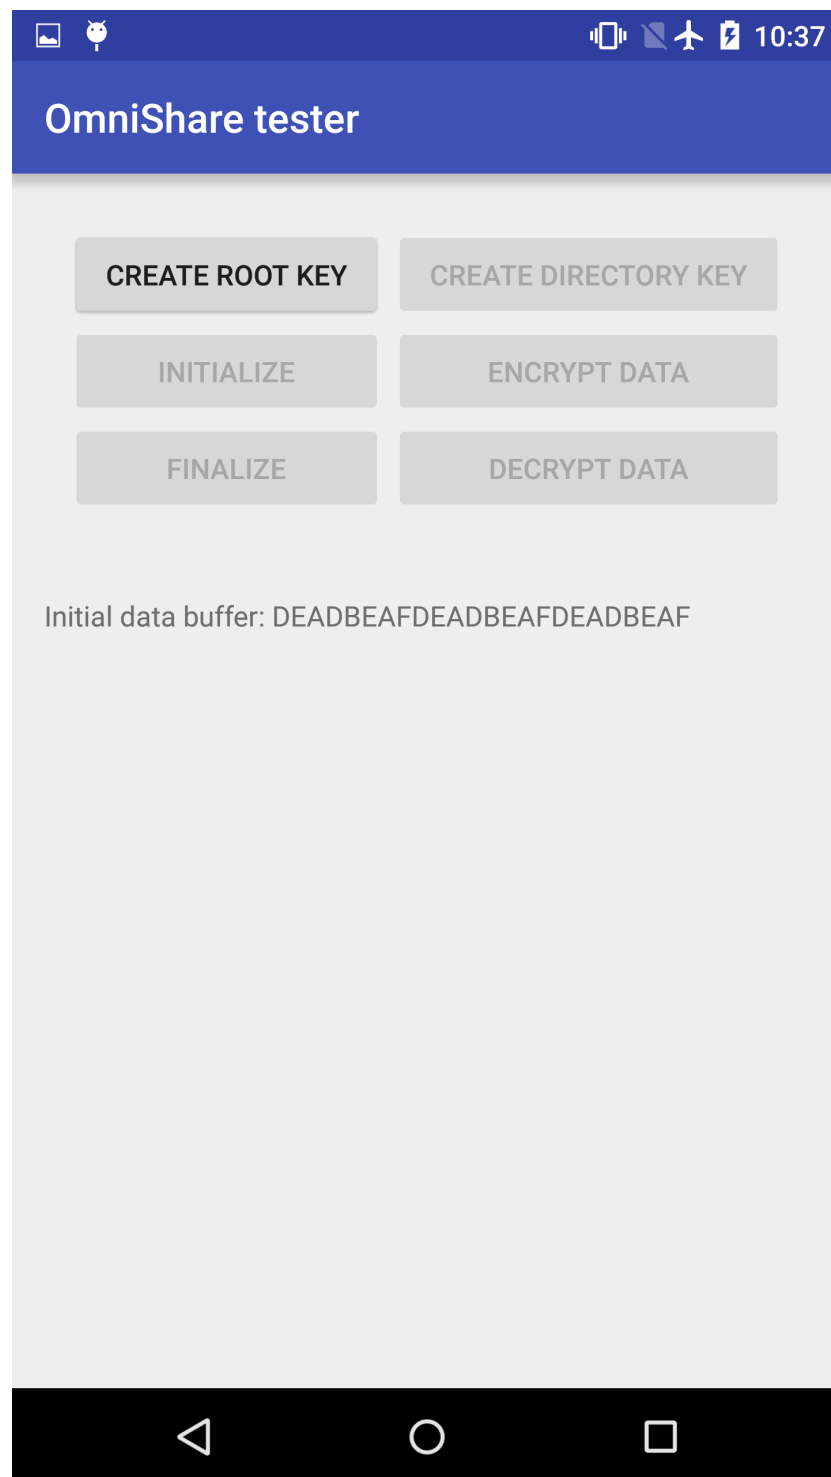 10:37
OmniShare tester
CREATE ROOT KEY CREATE DIRECTORY KEY
INITIALIZE ENCRYPT DATA
FINALIZE DECRYPT DATA
Initial data buffer: DEADBEAFDEADBEAFDEADBEAF